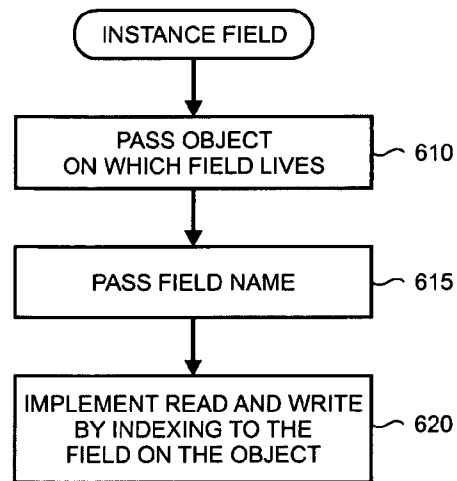 INSTANCE FIELD
PASS OBJECT
ON WHICH FIELD LIVES
610
PASS FIELD NAME
615
IMPLEMENT READ AND WRITE
BY INDEXING TO THE
FIELD ON THE OBJECT
620